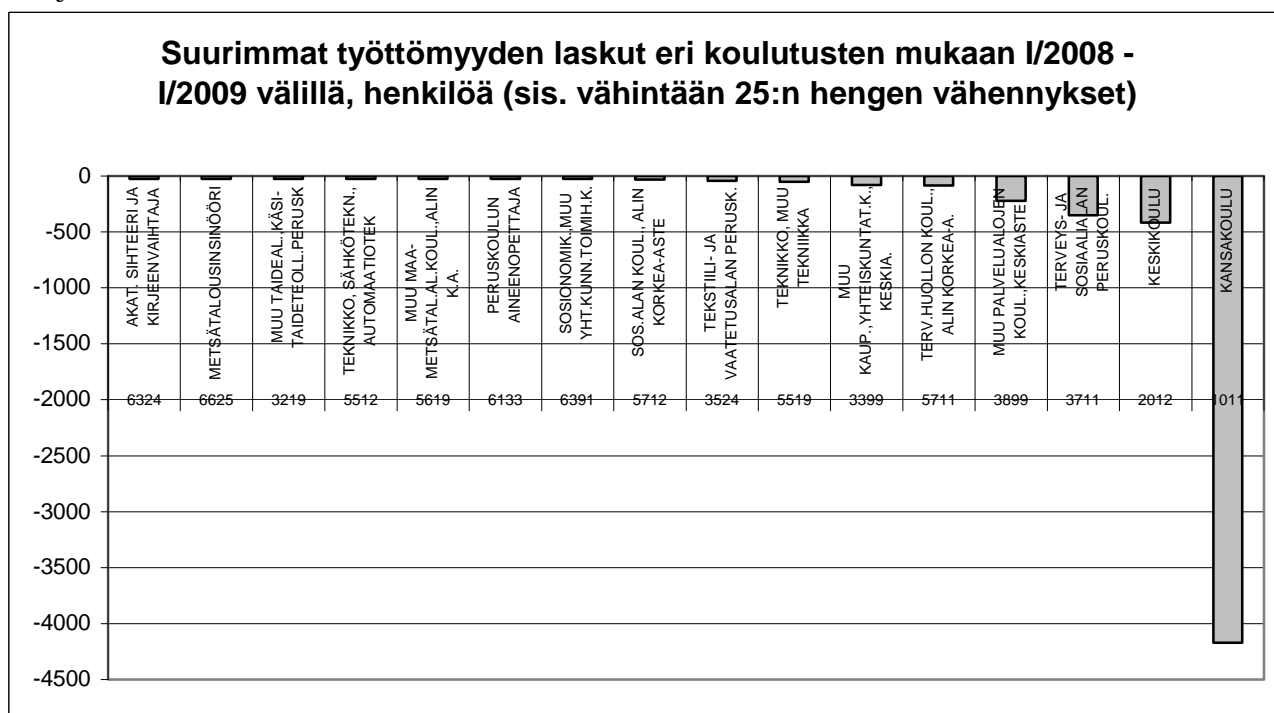 Suurimmat työttömyyden laskut eri koulutusten mukaan I/2008 -
I/2009 välillä, henkilöä (sis. vähintään 25:n hengen vähennykset)
0
-500
-1000
-1500
-2000
-2500
-3000
-3500
-4000
-4500
AKAT. SIHTEERI JA
KIRJEENVAIHTAJA
METSÄTALOUSINSINÖÖRI
MUU TAIDEAL.,KÄSI-
TAIDETEOLL.PERUSK
TEKNIKKO, SÄHKÖTEKN.,
AUTOMAATIOTEK
MUU MAA-
METSÄTAL.AL.KOUL.,ALIN
K.A.
PERUSKOULUN
AINEENOPETTAJA
SOSIONOMIK.,MUU
YHT.KUNN.TOIMIH.K.
SOS.ALAN KOUL., ALIN
KORKEA-ASTE
TEKSTIILI- JA
VAATETUSALAN PERUSK.
TEKNIKKO, MUU
TEKNIIKKA
MUU
KAUP.,YHTEISKUNTAT.K.,
KESKIA.
TERV.HUOLLON KOUL.,
ALIN KORKEA-A.
MUU PALVELUALOJEN
KOUL.,KESKIASTE
TERVEYS- JA
SOSIAALIALAN
PERUSKOUL.
KESKIKOULU
KANSAKOULU
6324 6625 3219 5512 5619 6133 6391 5712 3524 5519 3399 5711 3899 3711 2012 1011